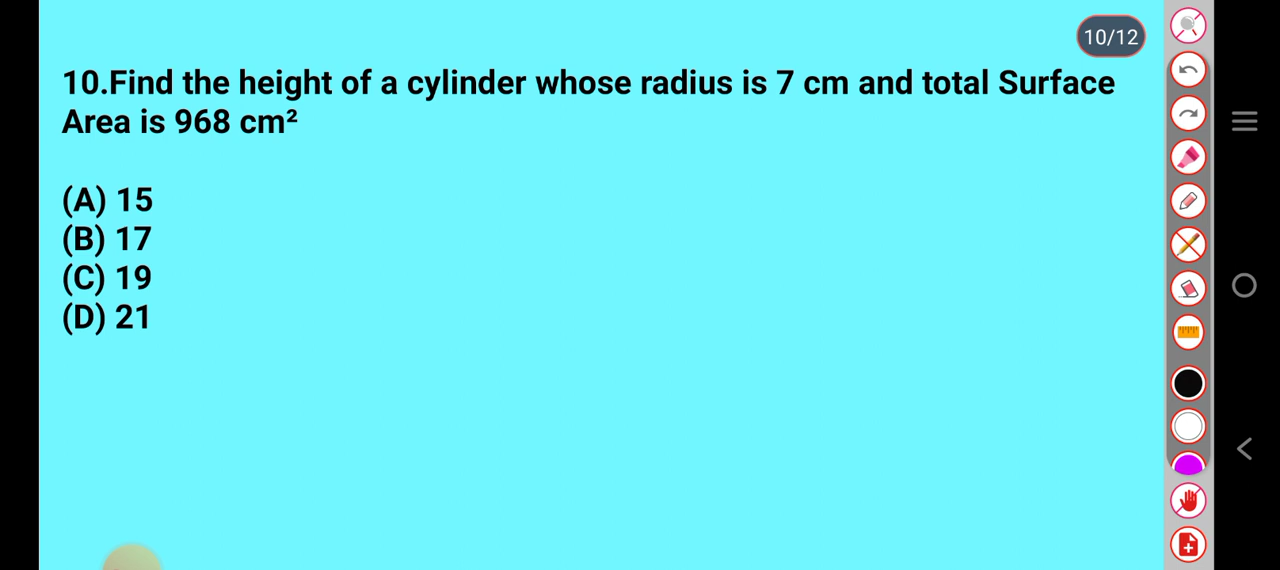 10/12
10.Find the height of a cylinder whose radius is 7 cm and total Surface
Area is 968 cm²
(A) 15
(B) 17
(C) 19
(D) 21